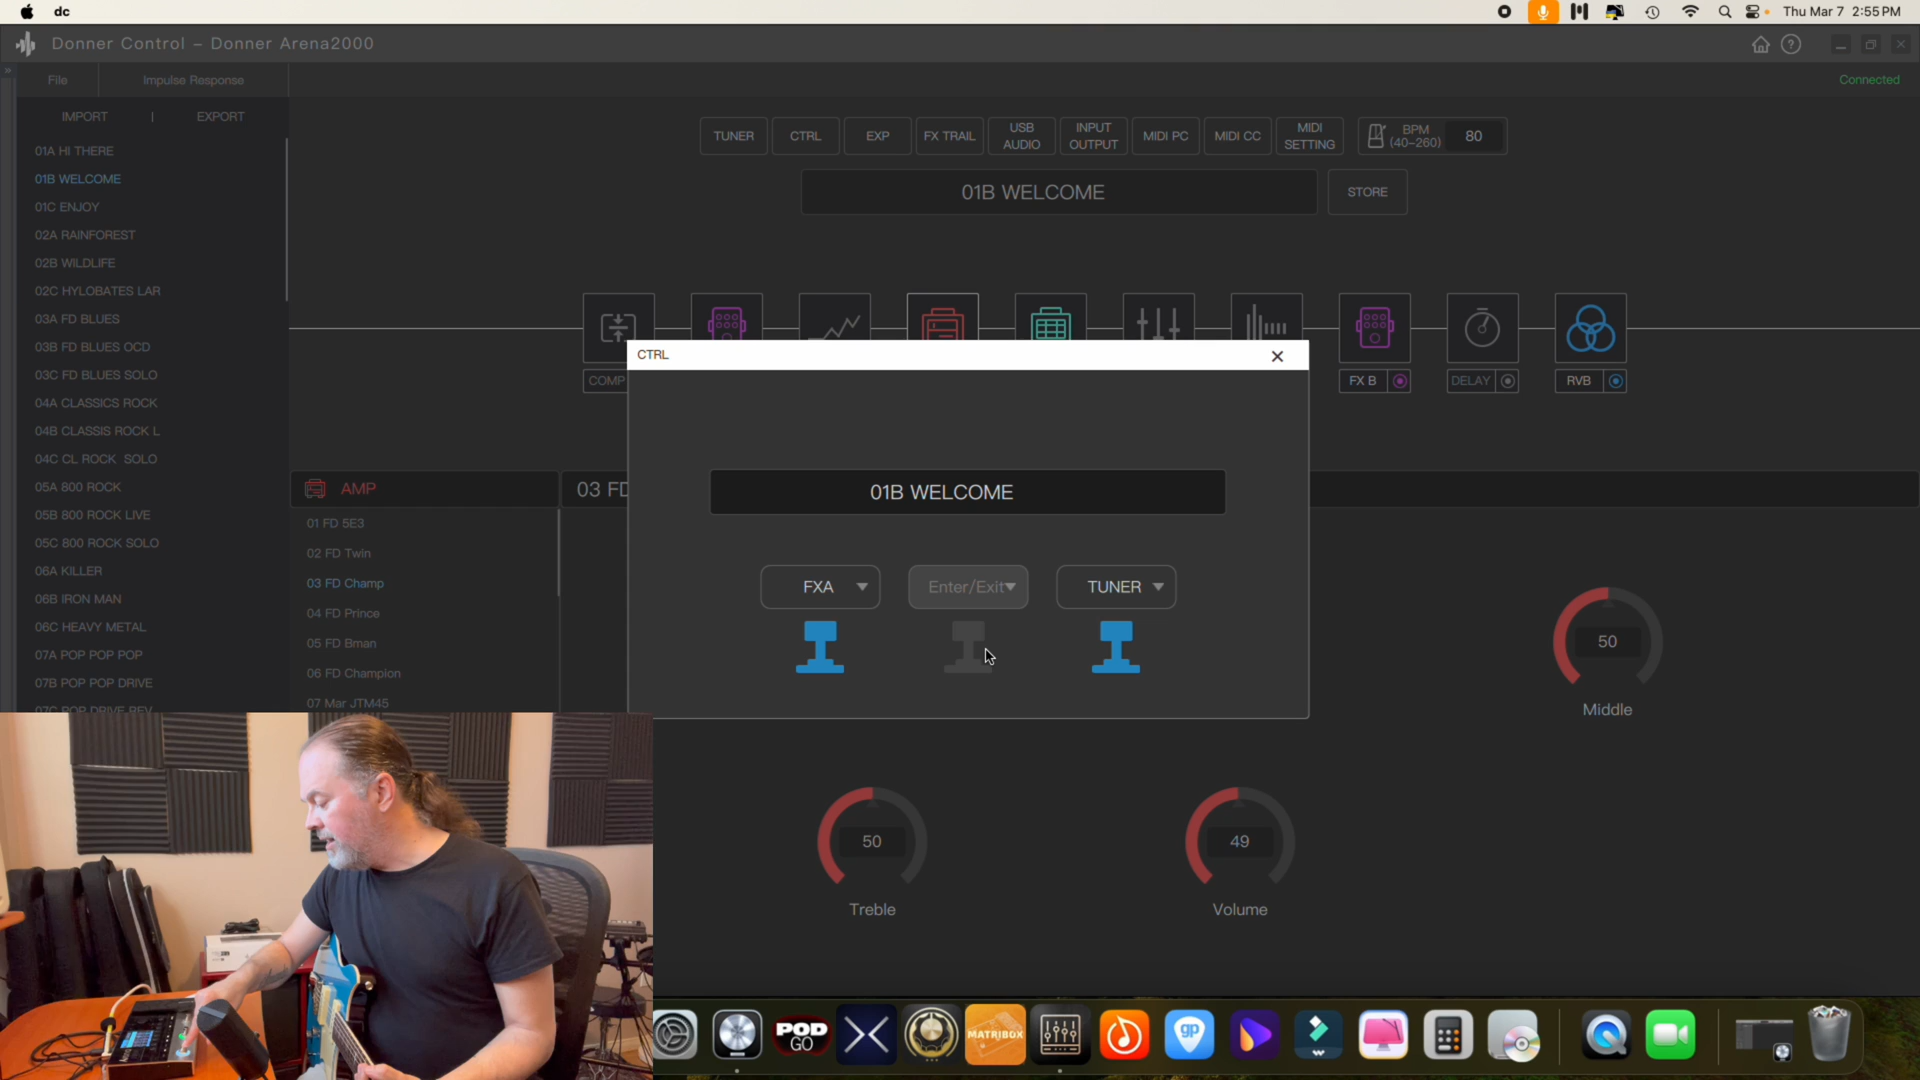 dc
Thu Mar 7 2:55 PM
Donner Control – Donner Arena2000
File
Impulse Response
Connected
IMPORT | EXPORT
01A HI THERE
01B WELCOME
01C ENJOY
02A RAINFOREST
02B WILDLIFE
02C HYLOBATES LAR
03A FD BLUES
03B FD BLUES OCD
03C FD BLUES SOLO
04A CLASSICS ROCK
04B CLASSIS ROCK L
04C CL ROCK SOLO
05A 800 ROCK
05B 800 ROCK LIVE
05C 800 ROCK SOLO
06A KILLER
06B IRON MAN
06C HEAVY METAL
07A POP POP POP
07B POP POP DRIVE
07C POP DRIVE REV
TUNER
CTRL
EXP
FX TRAIL
USB
AUDIO
INPUT
OUTPUT
MIDI PC
MIDI CC
MIDI
SETTING
BPM
(40–260)
80
01B WELCOME
STORE
COMP
FX B
DELAY
RVB
AMP
03 FD
01 FD 5E3
02 FD Twin
03 FD Champ
04 FD Prince
05 FD Bman
06 FD Champion
07 Mar JTM45
CTRL
01B WELCOME
FXA
Enter/Exit
TUNER
50
Middle
50
Treble
49
Volume
POD
GO
MATRIBOX
gp